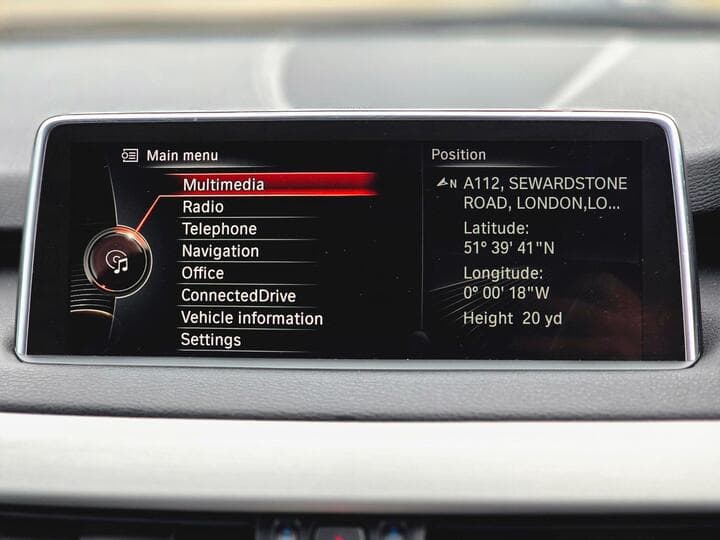 Main menu
Multimedia
Radio
Telephone
Navigation
Office
ConnectedDrive
Vehicle information
Settings
Position
N A112, SEWARDSTONE
ROAD, LONDON,LO...
Latitude:
51° 39' 41"N
Longitude:
0° 00' 18"W
Height 20 yd